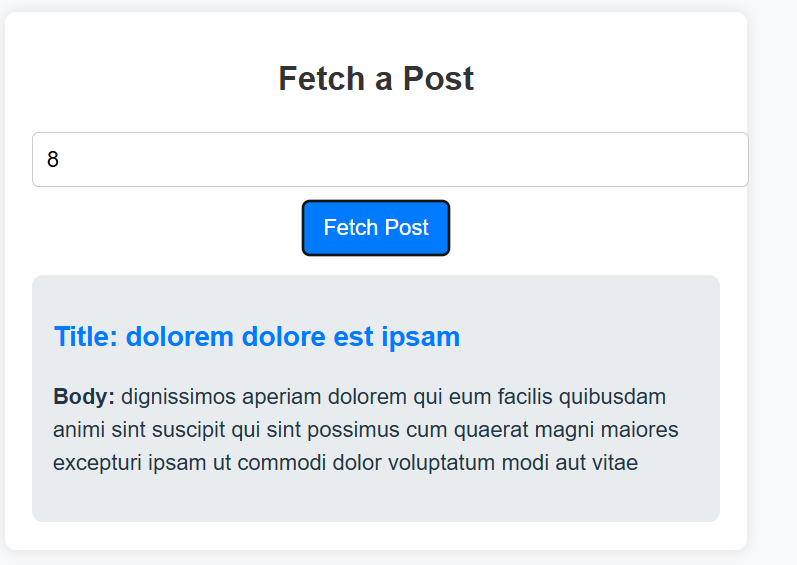 Fetch a Post
8
Fetch Post
Title: dolorem dolore est ipsam
Body: dignissimos aperiam dolorem qui eum facilis quibusdam
animi sint suscipit qui sint possimus cum quaerat magni maiores
excepturi ipsam ut commodi dolor voluptatum modi aut vitae